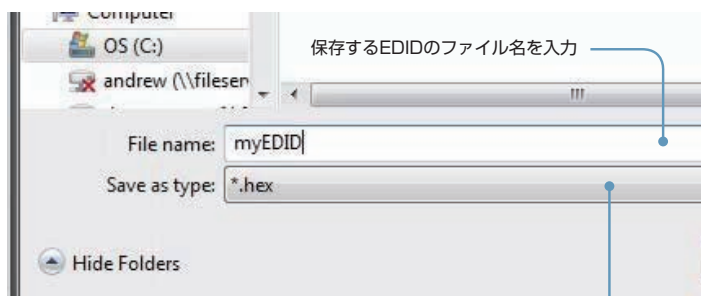 Computer
OS (C:)
保存するEDIDのファイル名を入力
andrew (\\fileser
File name: myEDID
Save as type: *.hex
Hide Folders